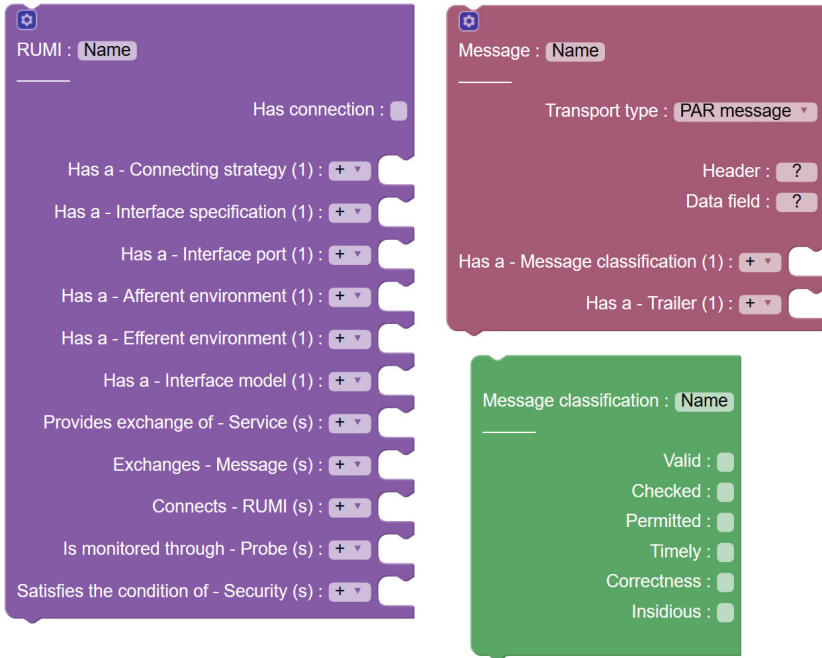 RUMI : Name
Has connection :
Has a - Connecting strategy (1) : +
Has a - Interface specification (1) : +
Has a - Interface port (1) : +
Has a - Afferent environment (1) : +
Has a - Efferent environment (1) : +
Has a - Interface model (1) : +
Provides exchange of - Service (s) : +
Exchanges - Message (s) : +
Connects - RUMI (s) : +
Is monitored through - Probe (s) : +
Satisfies the condition of - Security (s) : +
Message : Name
Transport type : PAR message
Header : ?
Data field : ?
Has a - Message classification (1) : +
Has a - Trailer (1) : +
Message classification : Name
Valid :
Checked :
Permitted :
Timely :
Correctness :
Insidious :